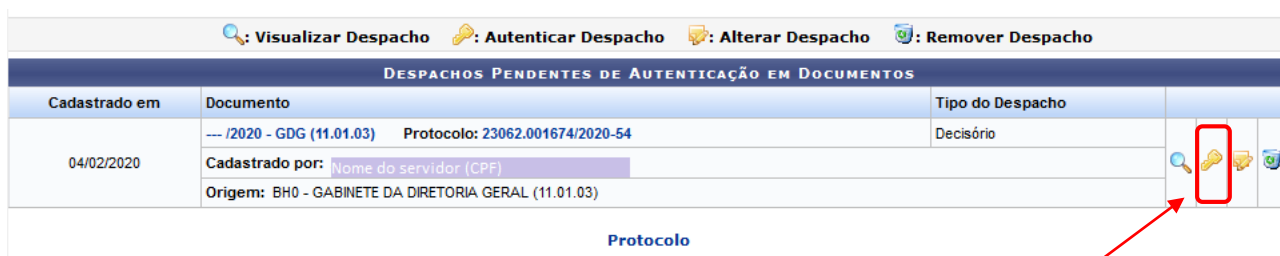 : Visualizar Despacho : Autenticar Despacho : Alterar Despacho : Remover Despacho
DESPACHOS PENDENTES DE AUTENTICAÇÃO EM DOCUMENTOS
Cadastrado em Documento Tipo do Despacho
--- /2020 - GDG (11.01.03) Protocolo: 23062.001674/2020-54 Decisório
04/02/2020 Cadastrado por: Nome do servidor (CPF)
Origem: BH0 - GABINETE DA DIRETORIA GERAL (11.01.03)
Protocolo